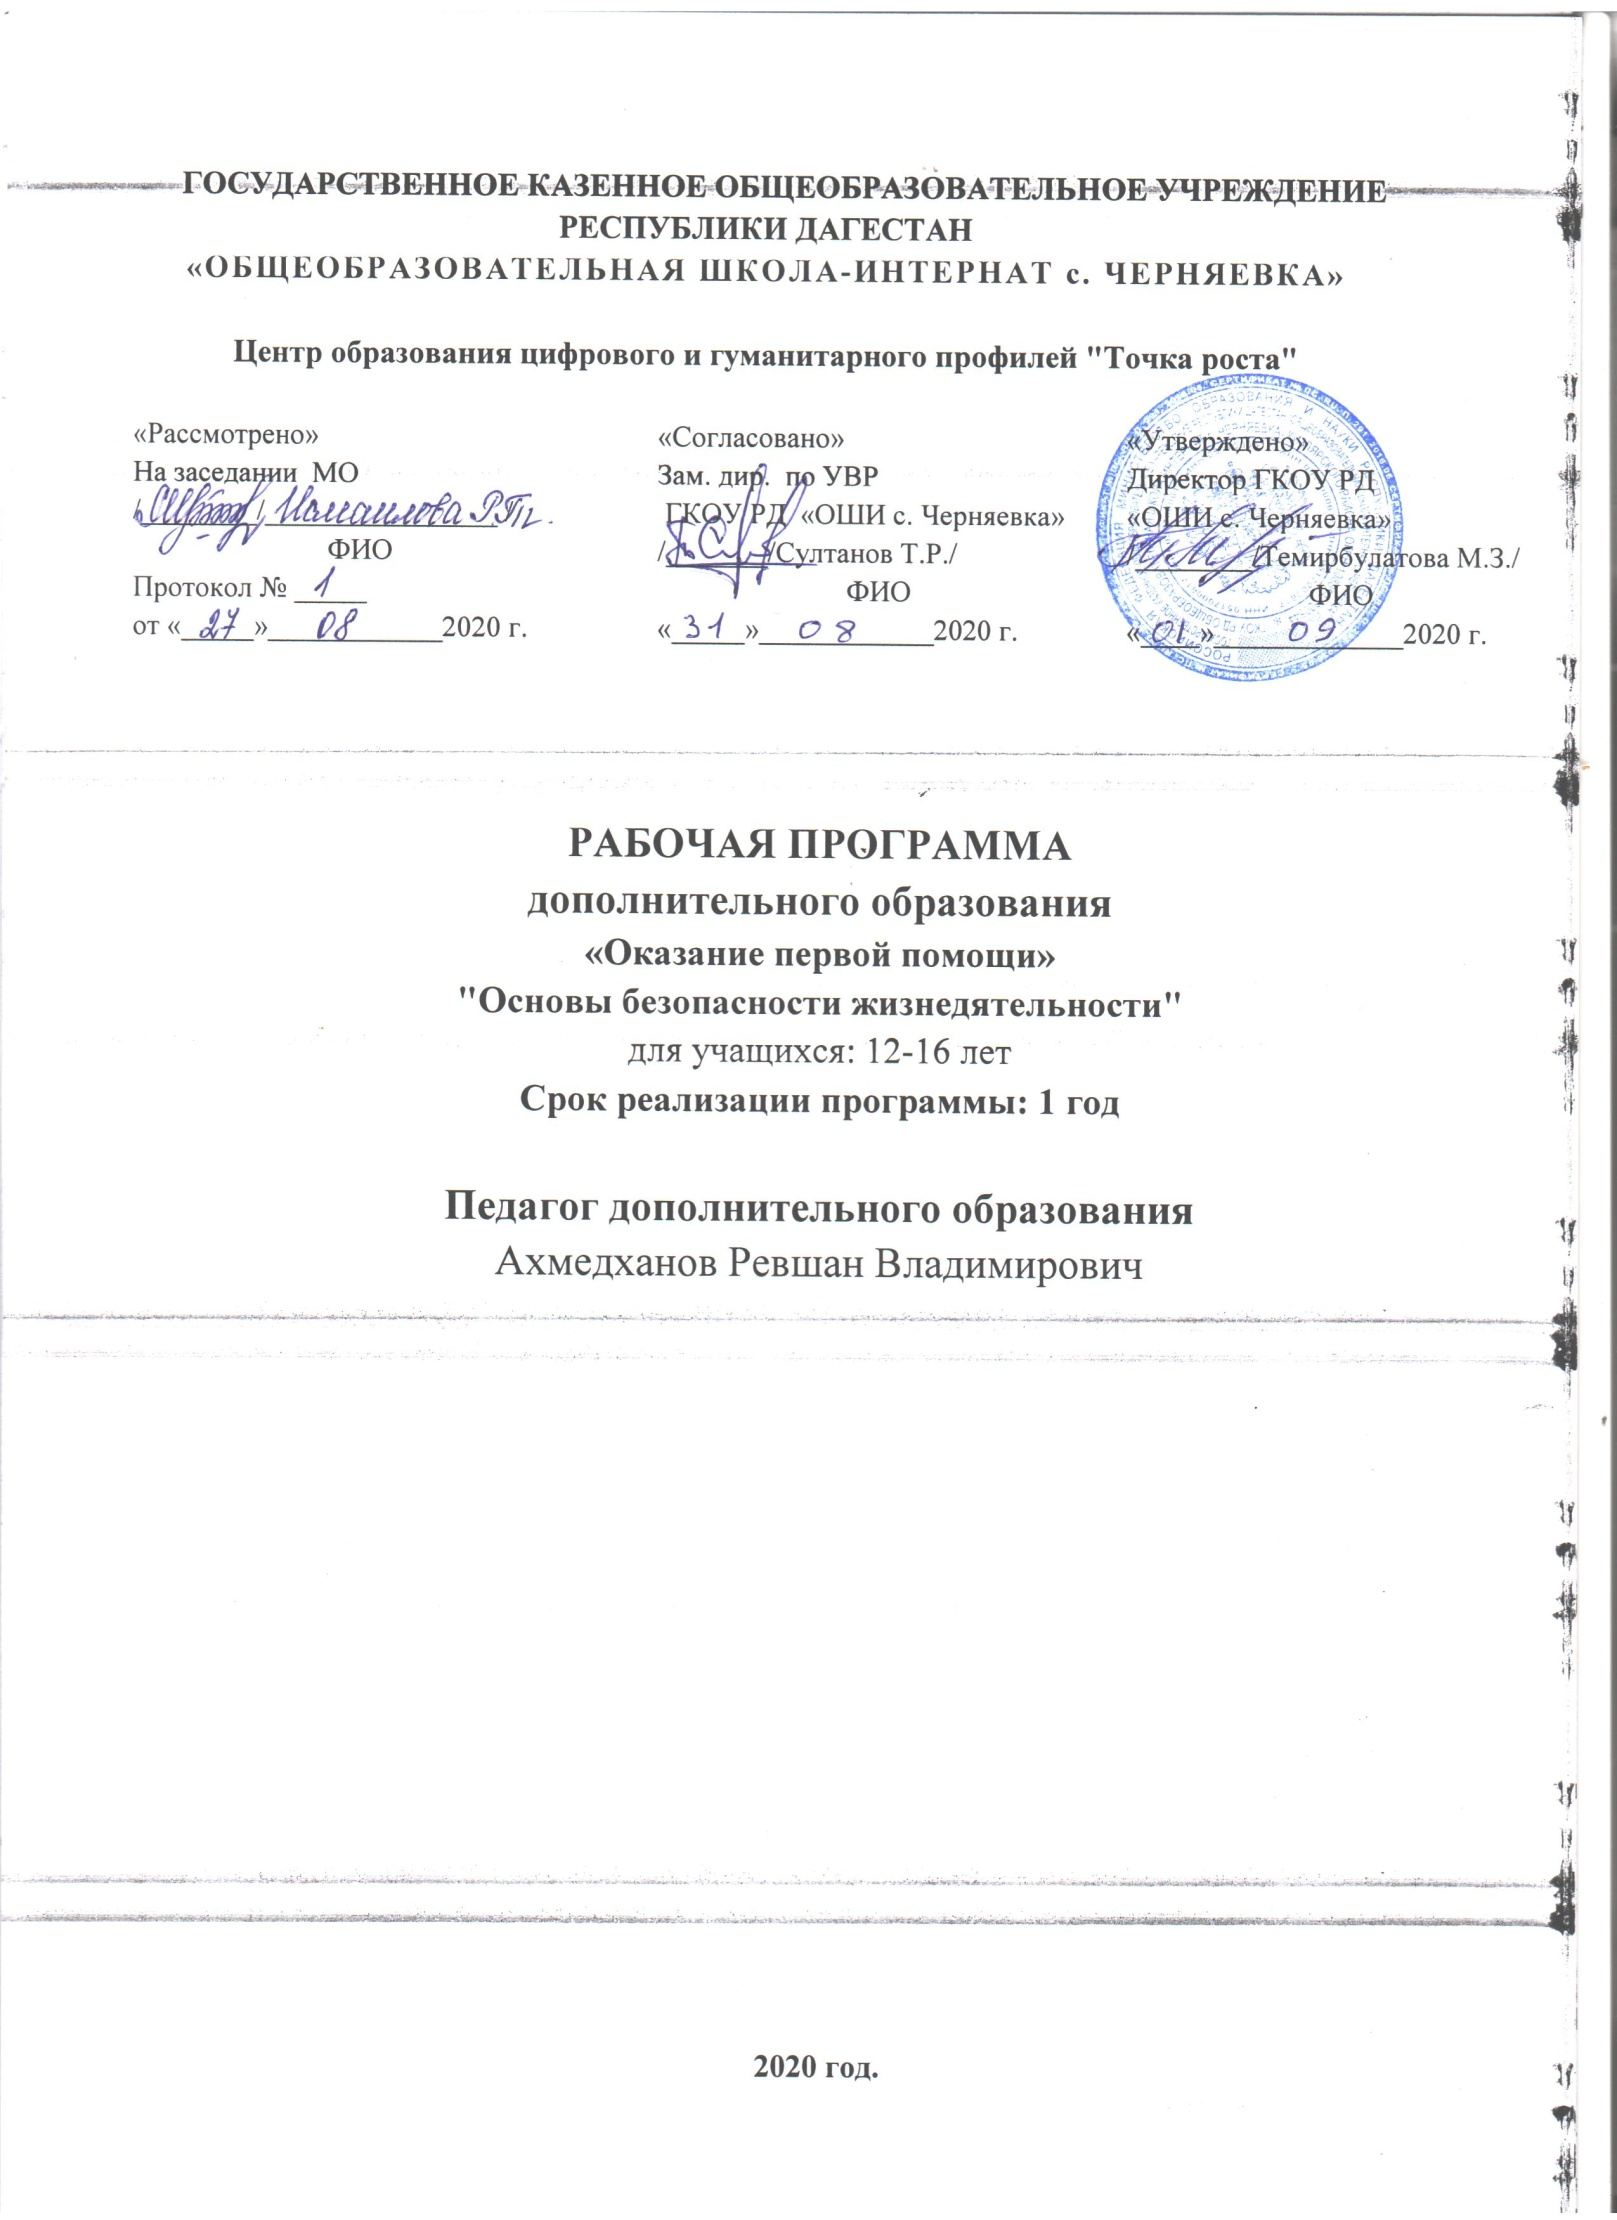 ГОСУДАРСТВЕННОЕ КАЗЕННОЕ ОБЩЕОБРАЗОВАТЕЛЬНОЕ УЧРЕЖДЕНИЕ
РЕСПУБЛИКИ ДАГЕСТАН
«ОБЩЕОБРАЗОВАТЕЛЬНАЯ ШКОЛА-ИНТЕРНАТ с. ЧЕРНЯЕВКА»
Центр образования цифрового и гуманитарного профилей "Точка роста"
«Рассмотрено»
На заседании МО
/ / Исмаилова
ФИО
Протокол № 1
от «27» 08 2020 г.
«Согласовано»
Зам. дир. по УВР
ГКОУ РД «ОШИ с. Черняевка»
/ /Султанов Т.Р./
ФИО
«31» 08 2020 г.
«Утверждено»
Директор ГКОУ РД
«ОШИ с. Черняевка»
/Темирбулатова М.З./
ФИО
«01» 09 2020 г.
РАБОЧАЯ ПРОГРАММА
дополнительного образования
«Оказание первой помощи»
"Основы безопасности жизнедятельности"
для учащихся: 12-16 лет
Срок реализации программы: 1 год
Педагог дополнительного образования
Ахмедханов Ревшан Владимирович
2020 год.